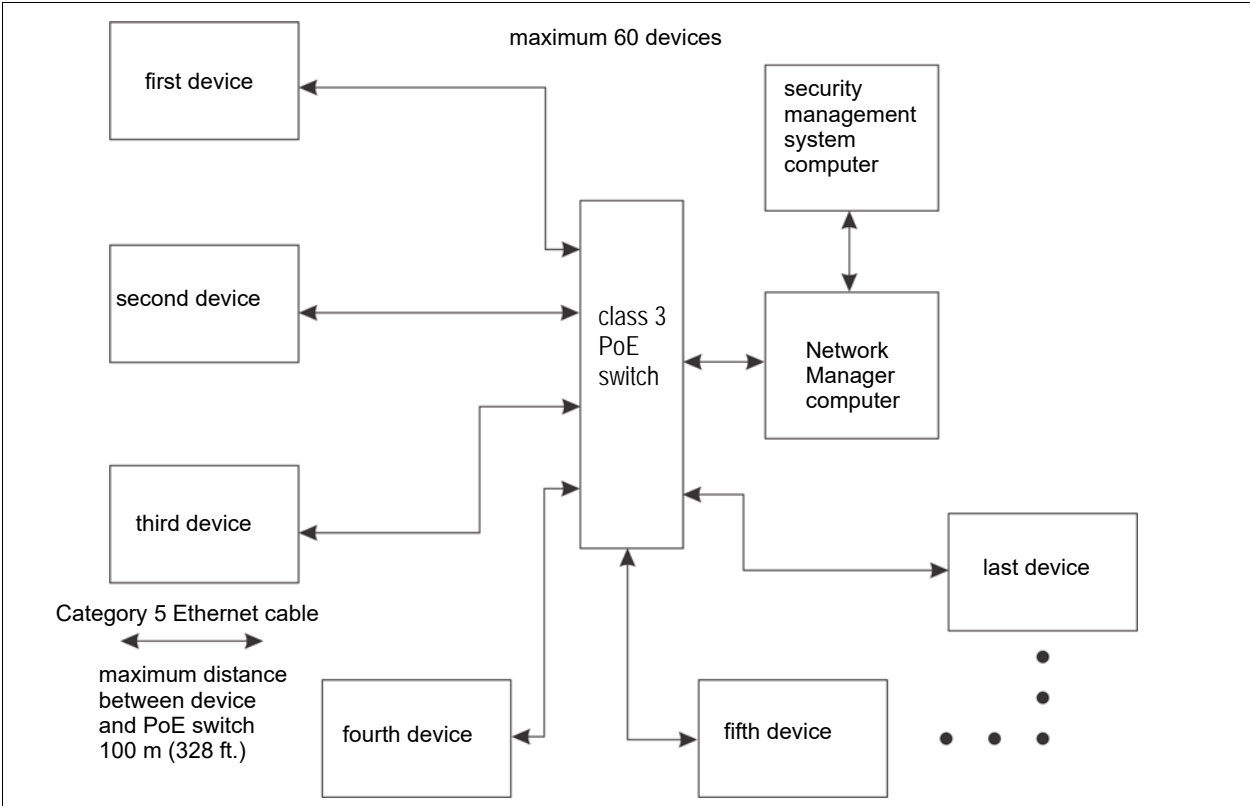 maximum 60 devices
first device
security
management
system
computer
second device
class 3
PoE
switch
Network
Manager
computer
third device
last device
Category 5 Ethernet cable
maximum distance
between device
and PoE switch
100 m (328 ft.)
fourth device
fifth device